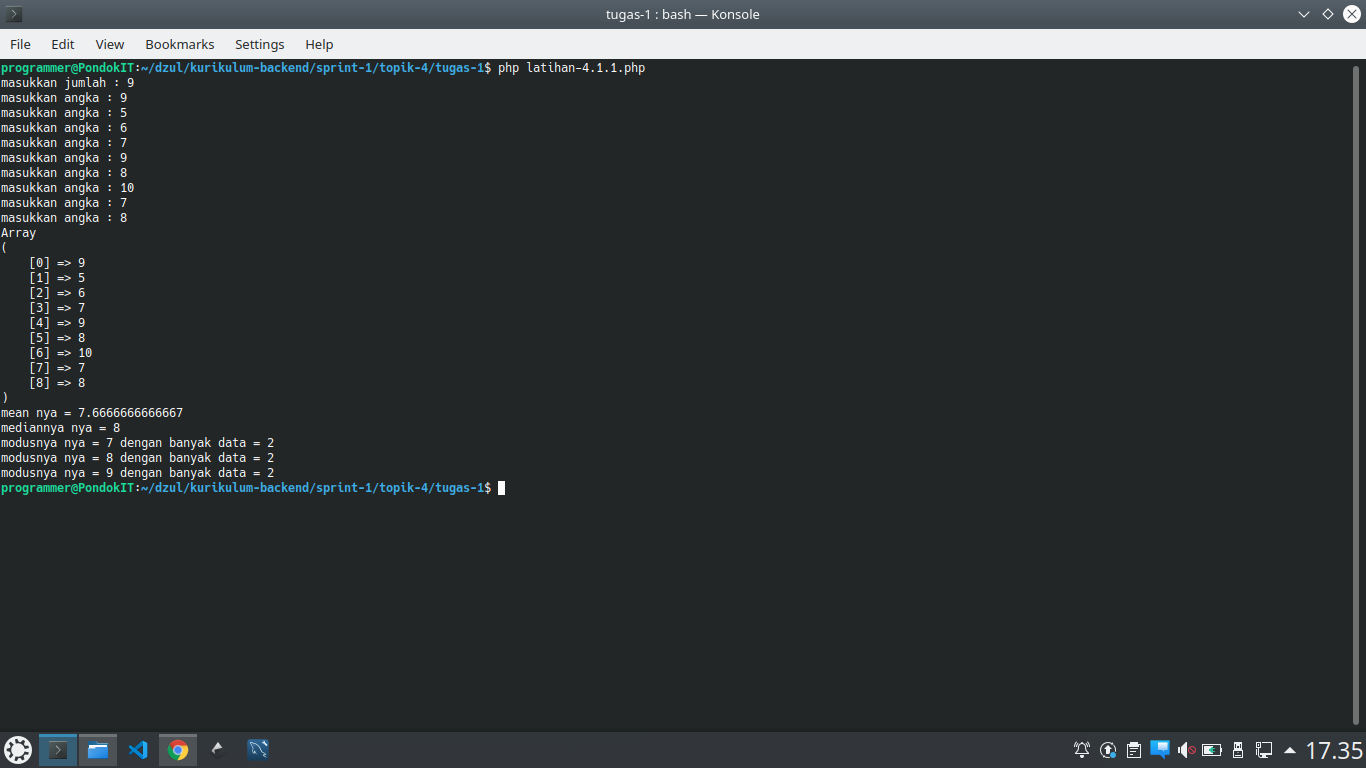 tugas-1 : bash — Konsole
File Edit View Bookmarks Settings Help
programmer@PondokIT:~/dzul/kurikulum-backend/sprint-1/topik-4/tugas-1$ php latihan-4.1.1.php
masukkan jumlah : 9
masukkan angka : 9
masukkan angka : 5
masukkan angka : 6
masukkan angka : 7
masukkan angka : 9
masukkan angka : 8
masukkan angka : 10
masukkan angka : 7
masukkan angka : 8
Array
(
    [0] => 9
    [1] => 5
    [2] => 6
    [3] => 7
    [4] => 9
    [5] => 8
    [6] => 10
    [7] => 7
    [8] => 8
)
mean nya = 7.6666666666667
mediannya nya = 8
modusnya nya = 7 dengan banyak data = 2
modusnya nya = 8 dengan banyak data = 2
modusnya nya = 9 dengan banyak data = 2
programmer@PondokIT:~/dzul/kurikulum-backend/sprint-1/topik-4/tugas-1$
17.35